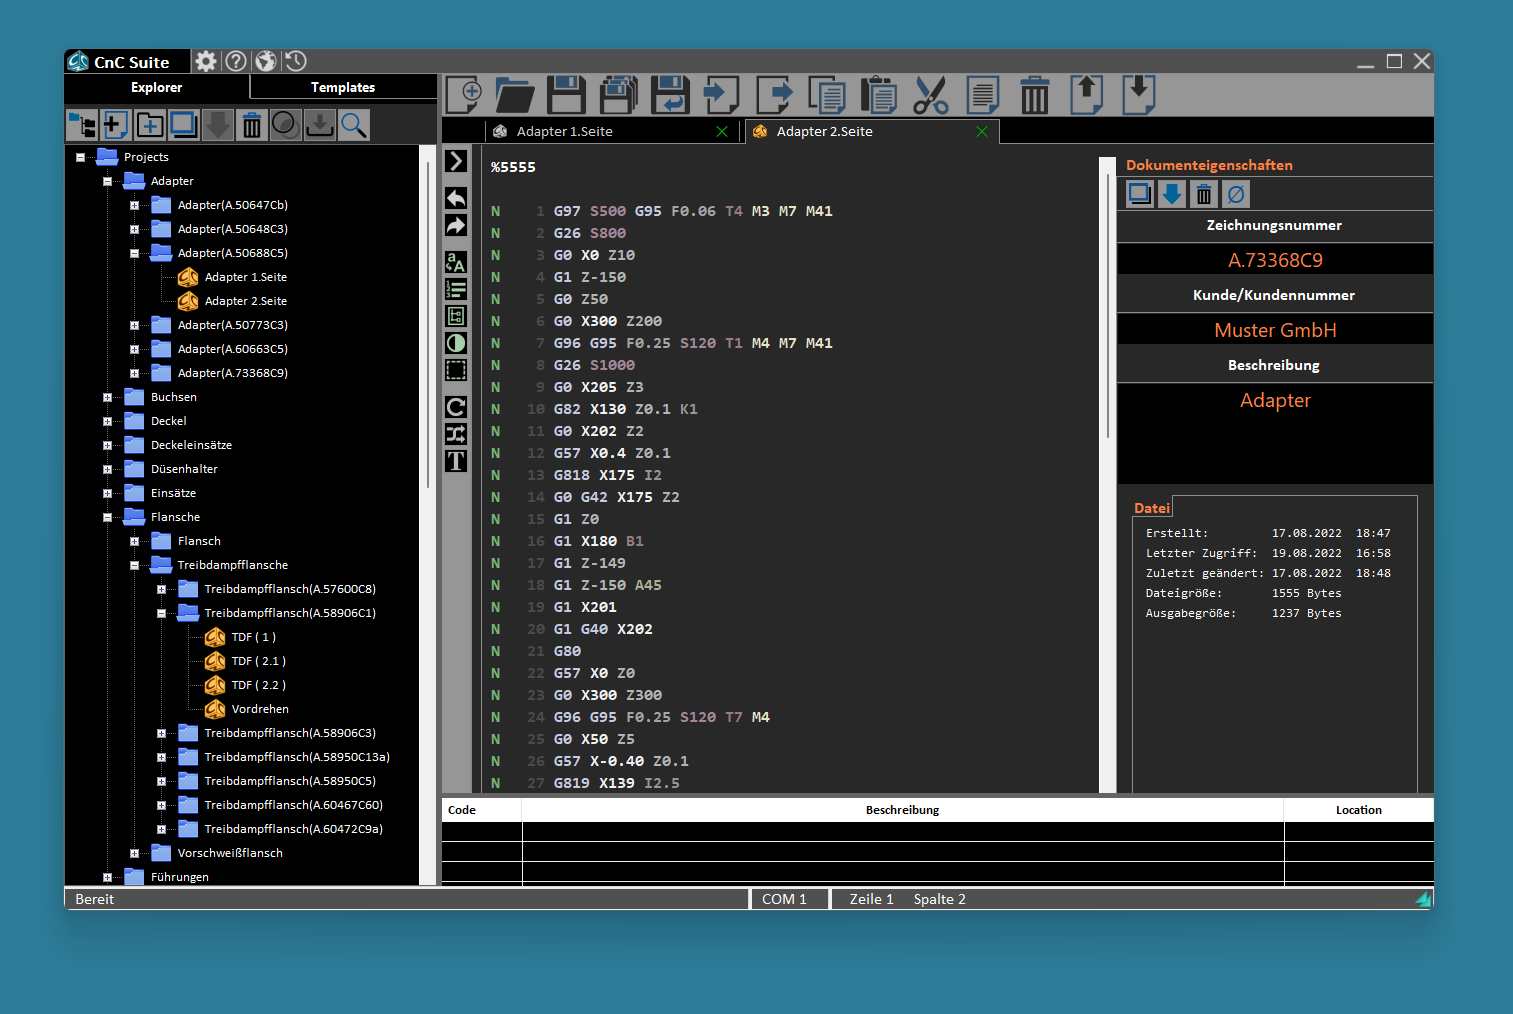 CnC Suite
Explorer
Templates
Projects
Adapter
Adapter(A.50647Cb)
Adapter(A.50648C3)
Adapter(A.50688C5)
Adapter 1.Seite
Adapter 2.Seite
Adapter(A.50773C3)
Adapter(A.60663C5)
Adapter(A.73368C9)
Buchsen
Deckel
Deckeleinsätze
Düsenhalter
Einsätze
Flansche
Flansch
Treibdampfflansche
Treibdampfflansch(A.57600C8)
Treibdampfflansch(A.58906C1)
TDF ( 1 )
TDF ( 2.1 )
TDF ( 2.2 )
Vordrehen
Treibdampfflansch(A.58906C3)
Treibdampfflansch(A.58950C13a)
Treibdampfflansch(A.58950C5)
Treibdampfflansch(A.60467C60)
Treibdampfflansch(A.60472C9a)
Vorschweißflansch
Führungen
Adapter 1.Seite
Adapter 2.Seite
%5555
N 1 G97 S500 G95 F0.06 T4 M3 M7 M41
N 2 G26 S800
N 3 G0 X0 Z10
N 4 G1 Z-150
N 5 G0 Z50
N 6 G0 X300 Z200
N 7 G96 G95 F0.25 S120 T1 M4 M7 M41
N 8 G26 S1000
N 9 G0 X205 Z3
N 10 G82 X130 Z0.1 K1
N 11 G0 X202 Z2
N 12 G57 X0.4 Z0.1
N 13 G818 X175 I2
N 14 G0 G42 X175 Z2
N 15 G1 Z0
N 16 G1 X180 B1
N 17 G1 Z-149
N 18 G1 Z-150 A45
N 19 G1 X201
N 20 G1 G40 X202
N 21 G80
N 22 G57 X0 Z0
N 23 G0 X300 Z300
N 24 G96 G95 F0.25 S120 T7 M4
N 25 G0 X50 Z5
N 26 G57 X-0.40 Z0.1
N 27 G819 X139 I2.5
Dokumenteigenschaften
Zeichnungsnummer
A.73368C9
Kunde/Kundennummer
Muster GmbH
Beschreibung
Adapter
Datei
Erstellt: 17.08.2022 18:47
Letzter Zugriff: 19.08.2022 16:58
Zuletzt geändert: 17.08.2022 18:48
Dateigröße: 1555 Bytes
Ausgabegröße: 1237 Bytes
Code Beschreibung Location
Bereit
COM 1
Zeile 1 Spalte 2